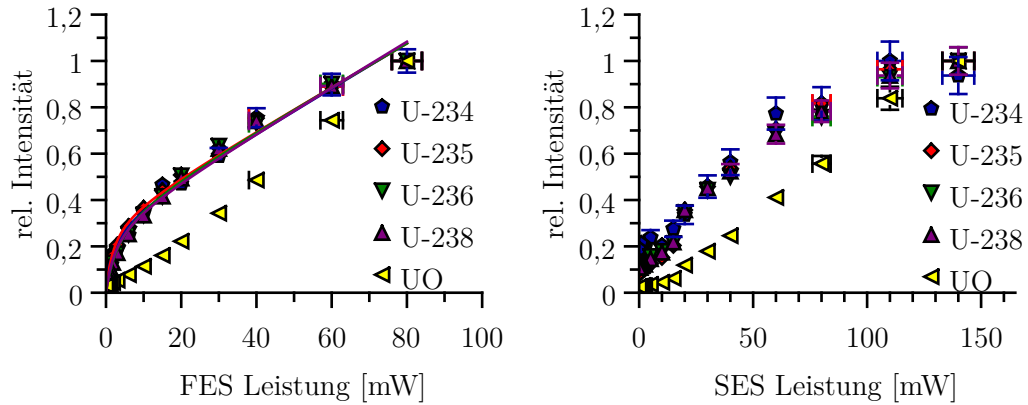 1,2
1
0,8
0,6
0,4
0,2
0
rel. Intensität
0 20 40 60 80 100
FES Leistung [mW]
U-234
U-235
U-236
U-238
UO
1,2
1
0,8
0,6
0,4
0,2
0
rel. Intensität
0 50 100 150
SES Leistung [mW]
U-234
U-235
U-236
U-238
UO